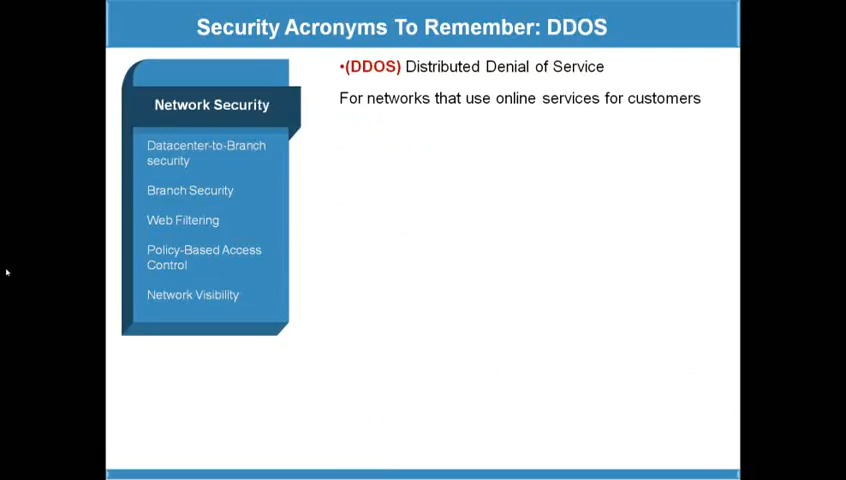 Security Acronyms To Remember: DDOS
Network Security
Datacenter-to-Branch
security
Branch Security
Web Filtering
Policy-Based Access
Control
Network Visibility
•(DDOS) Distributed Denial of Service
For networks that use online services for customers